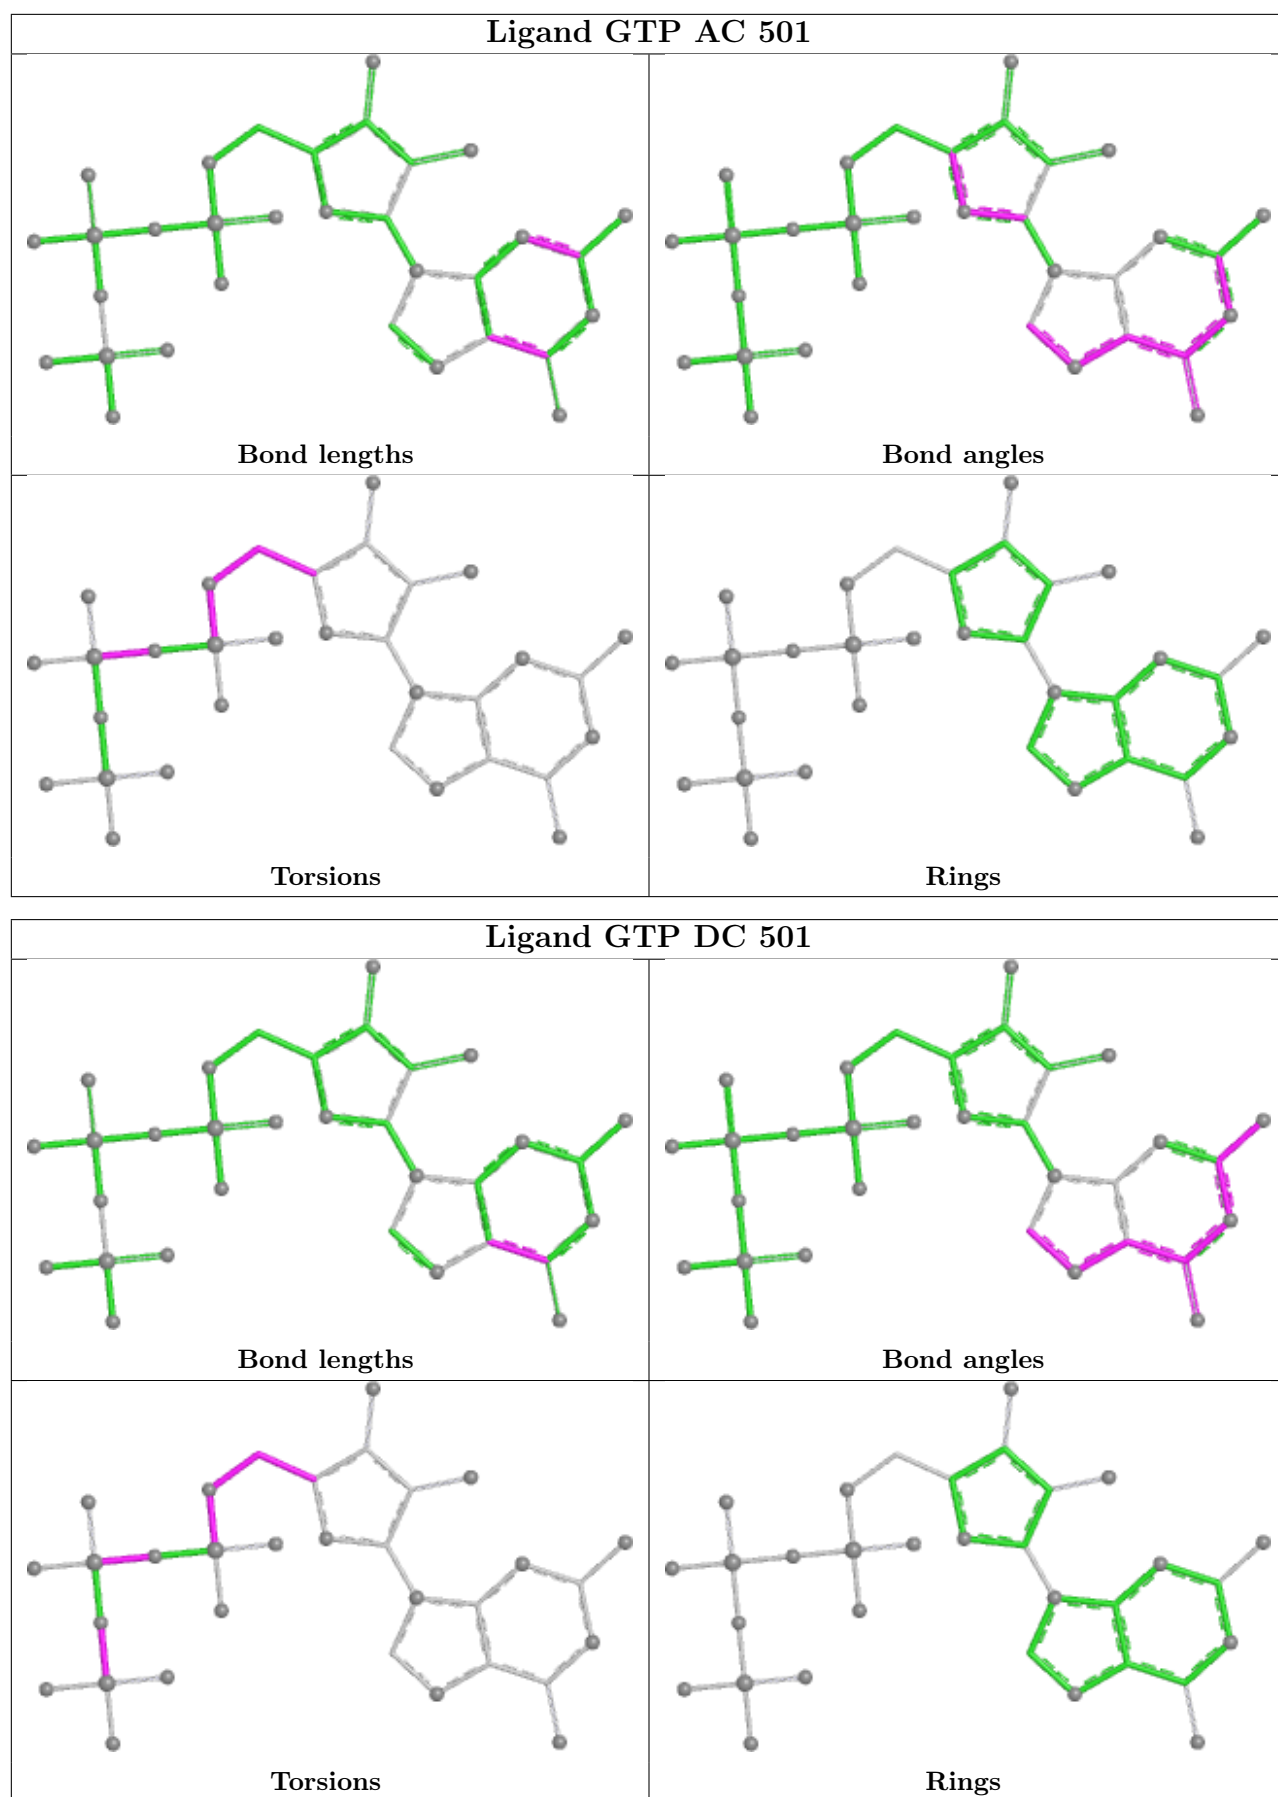 Ligand GTP AC 501
Bond lengths
Bond angles
Torsions
Rings
Ligand GTP DC 501
Bond lengths
Bond angles
Torsions
Rings